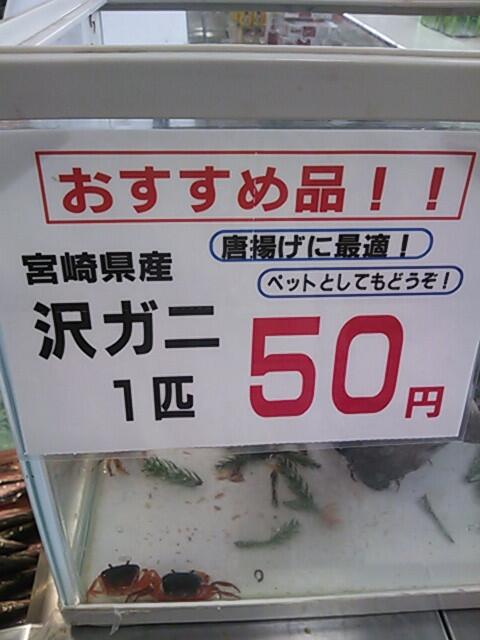 おすすめ品！！
唐揚げに最適！
ペットとしてもどうぞ！
宮崎県産
沢ガニ
1匹
50円